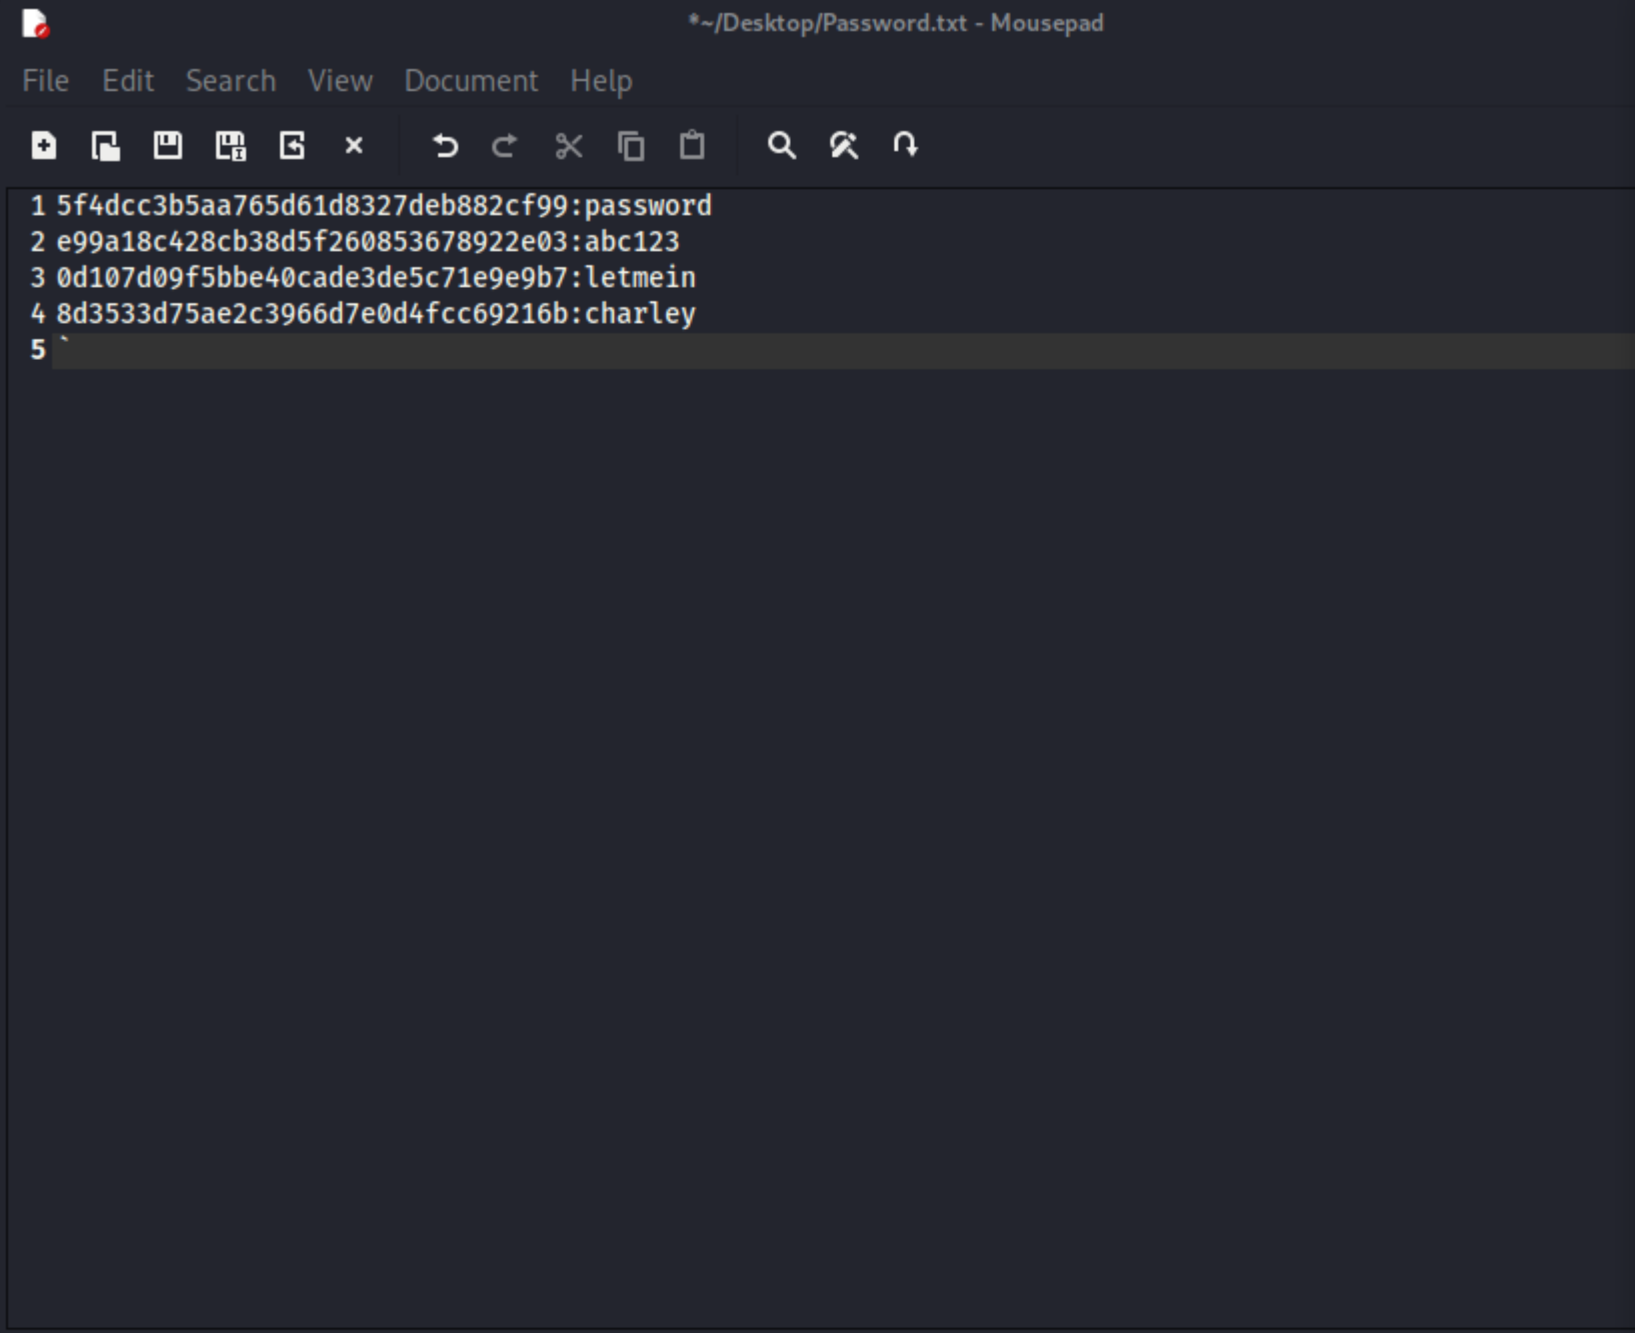 *~/Desktop/Password.txt - Mousepad
File Edit Search View Document Help
1 5f4dcc3b5aa765d61d8327deb882cf99:password
2 e99a18c428cb38d5f260853678922e03:abc123
3 0d107d09f5bbe40cade3de5c71e9e9b7:letmein
4 8d3533d75ae2c3966d7e0d4fcc69216b:charley
5 `